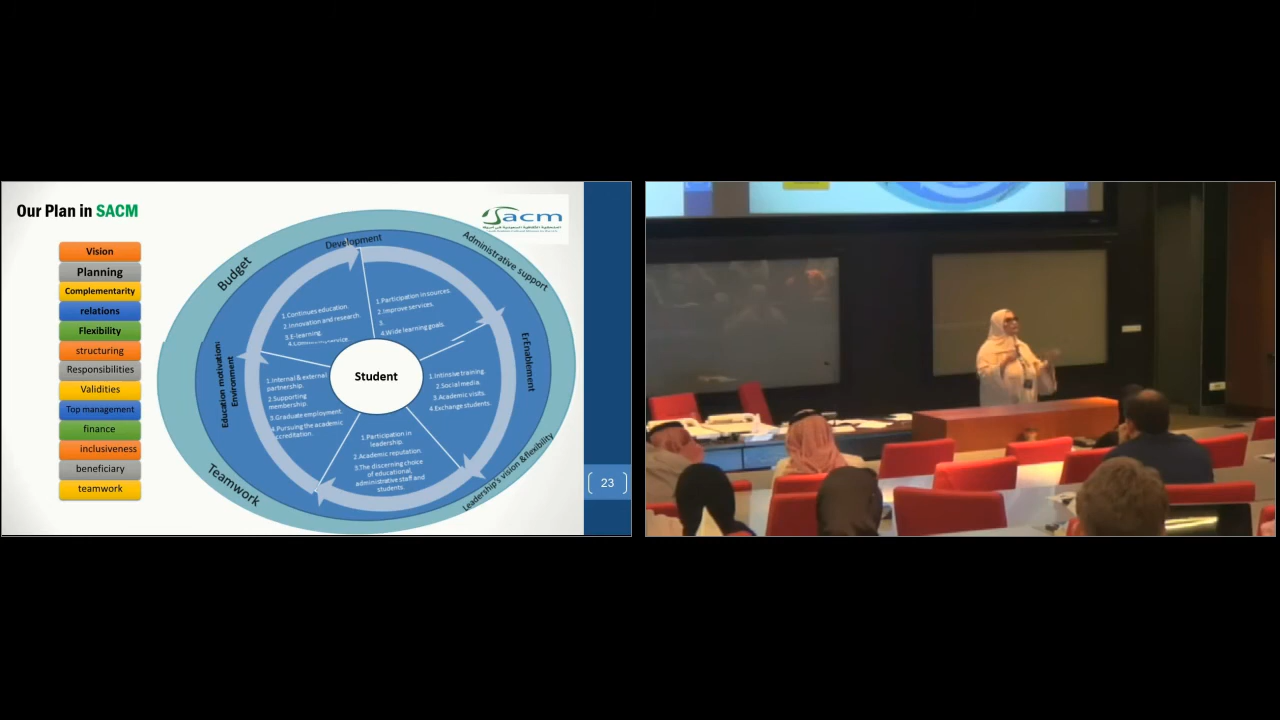 Our Plan in SACM
Vision
Planning
Complementarity
relations
Flexibility
structuring
Responsibilities
Validities
Top management
finance
inclusiveness
beneficiary
teamwork
Sacm
Budget
Development
Administrative support
ErEnablement
Leadership's vision &flexibility
Teamwork
Education motivation\
Environment
1.Continues education.
2.Innovation and research.
3.E-learning.
1.Participation in sources.
2.Improve services.
3.
4.Wide learning goals.
Student
1.Intinsive training.
2.Social media.
3.Academic visits.
4.Exchange students.
1.Internal & external
partnership.
2.Supporting
membership.
3.Graduate employment.
4.Pursuing the academic
accreditation.
1.Participation in
leadership.
2.Academic reputation.
3.The discerning choice
of educational,
administrative staff and
students.
23